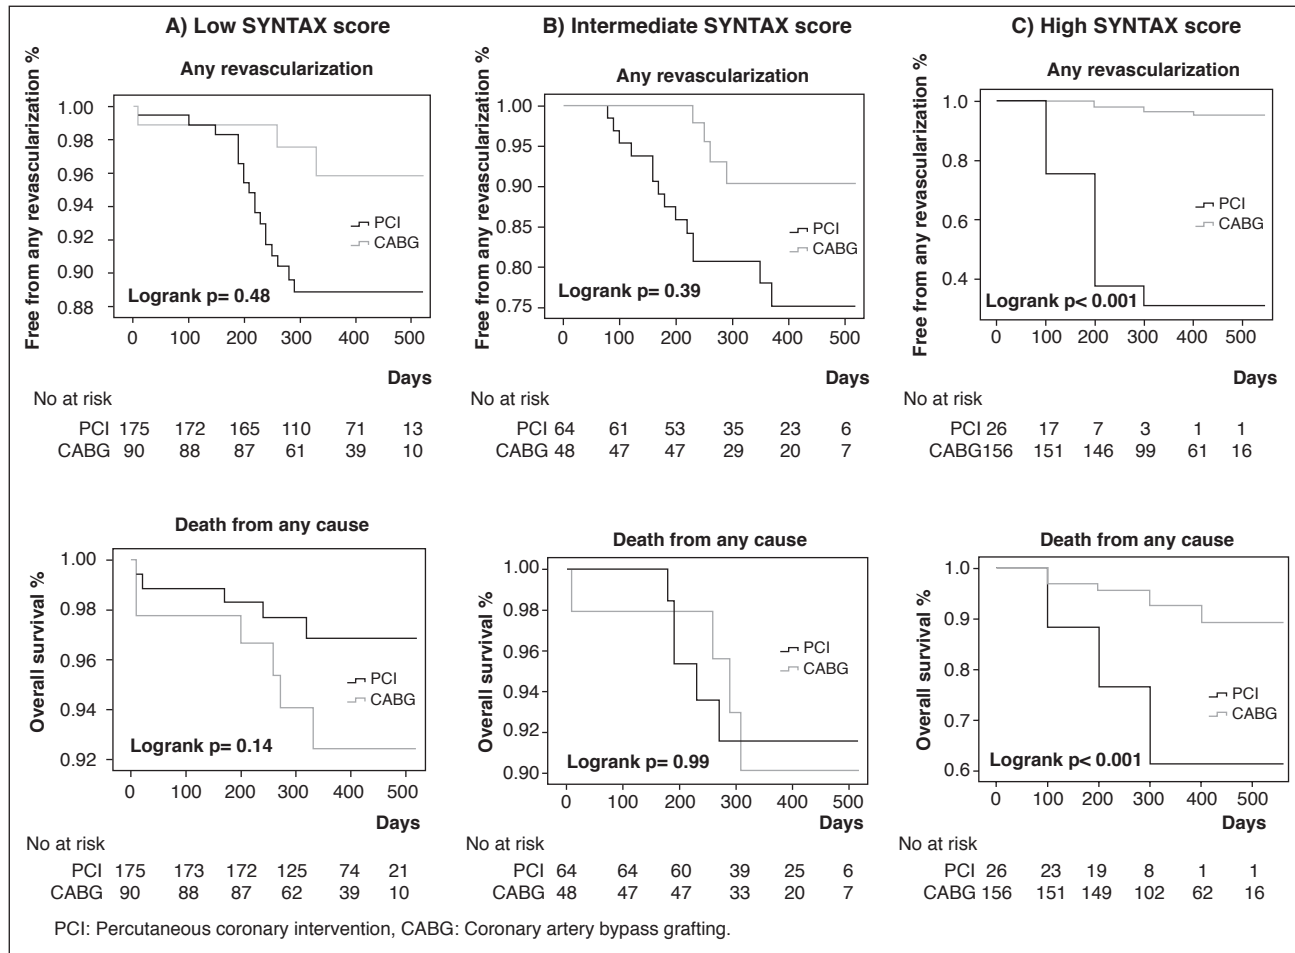 A) Low SYNTAX score
Any revascularization
Free from any revascularization %
1.00
0.98
0.96
0.94
0.92
0.90
0.88
PCI
CABG
Logrank p= 0.48
0 100 200 300 400 500
Days
No at risk
PCI 175 172 165 110 71 13
CABG 90 88 87 61 39 10
B) Intermediate SYNTAX score
Any revascularization
Free from any revascularization %
1.00
0.95
0.90
0.85
0.80
0.75
PCI
CABG
Logrank p= 0.39
0 100 200 300 400 500
Days
No at risk
PCI 64 61 53 35 23 6
CABG 48 47 47 29 20 7
C) High SYNTAX score
Any revascularization
Free from any revascularization %
1.0
0.8
0.6
0.4
PCI
CABG
Logrank p< 0.001
0 100 200 300 400 500
Days
No at risk
PCI 26 17 7 3 1 1
CABG156 151 146 99 61 16
Death from any cause
Overall survival %
1.00
0.98
0.96
0.94
0.92
PCI
CABG
Logrank p= 0.14
0 100 200 300 400 500
Days
No at risk
PCI 175 173 172 125 74 21
CABG 90 88 87 62 39 10
Death from any cause
Overall survival %
1.00
0.98
0.96
0.94
0.92
0.90
PCI
CABG
Logrank p= 0.99
0 100 200 300 400 500
Days
No at risk
PCI 64 64 60 39 25 6
CABG 48 47 47 33 20 7
Death from any cause
Overall survival %
1.0
0.9
0.8
0.7
0.6
PCI
CABG
Logrank p< 0.001
0 100 200 300 400 500
Days
No at risk
PCI 26 23 19 8 1 1
CABG 156 151 149 102 62 16
PCI: Percutaneous coronary intervention, CABG: Coronary artery bypass grafting.